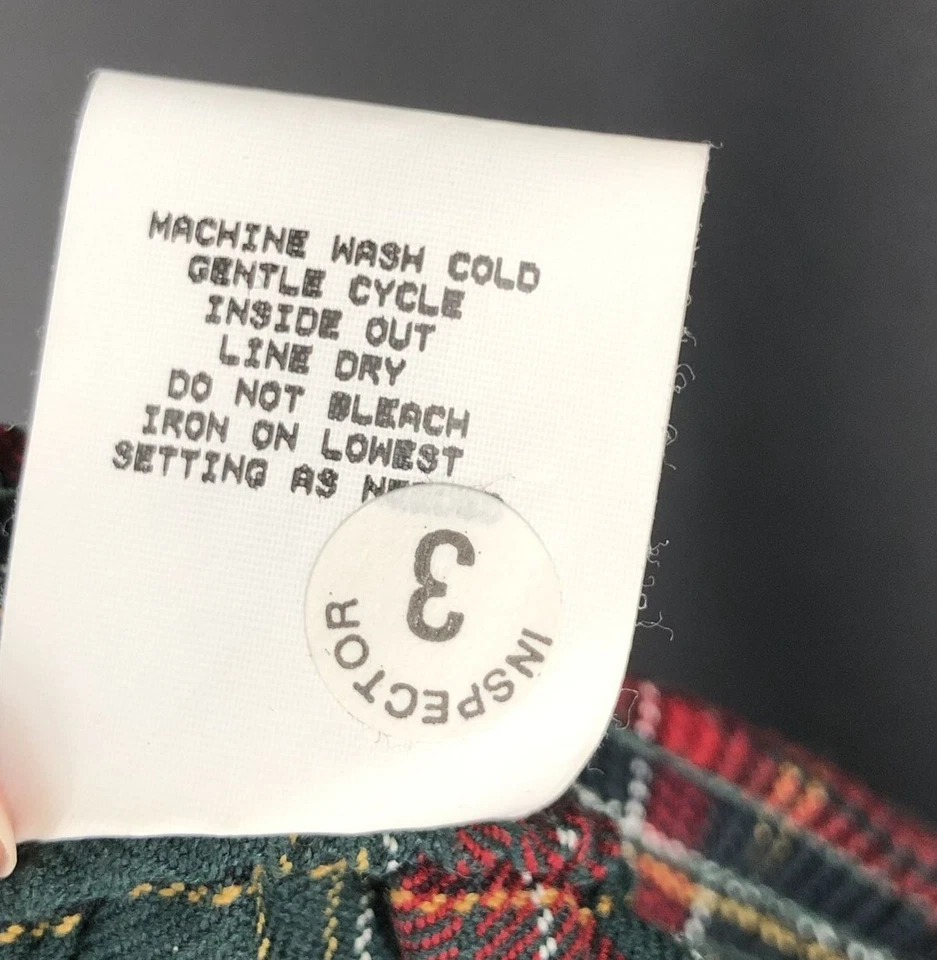 MACHINE WASH COLD
GENTLE CYCLE
INSIDE OUT
LINE DRY
DO NOT BLEACH
IRON ON LOWEST
SETTING AS
3
INSPECTOR